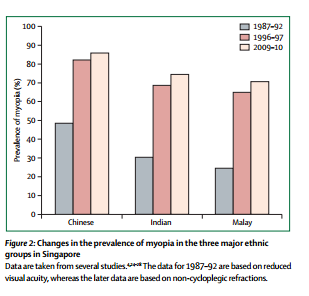 100
90
80
70
60
50
40
30
20
10
0
Prevalence of myopia (%)
1987–92
1996–97
2009–10
Chinese
Indian
Malay
Figure 2: Changes in the prevalence of myopia in the three major ethnic
groups in Singapore
Data are taken from several studies. The data for 1987–92 are based on reduced
visual acuity, whereas the later data are based on non-cycloplegic refractions.